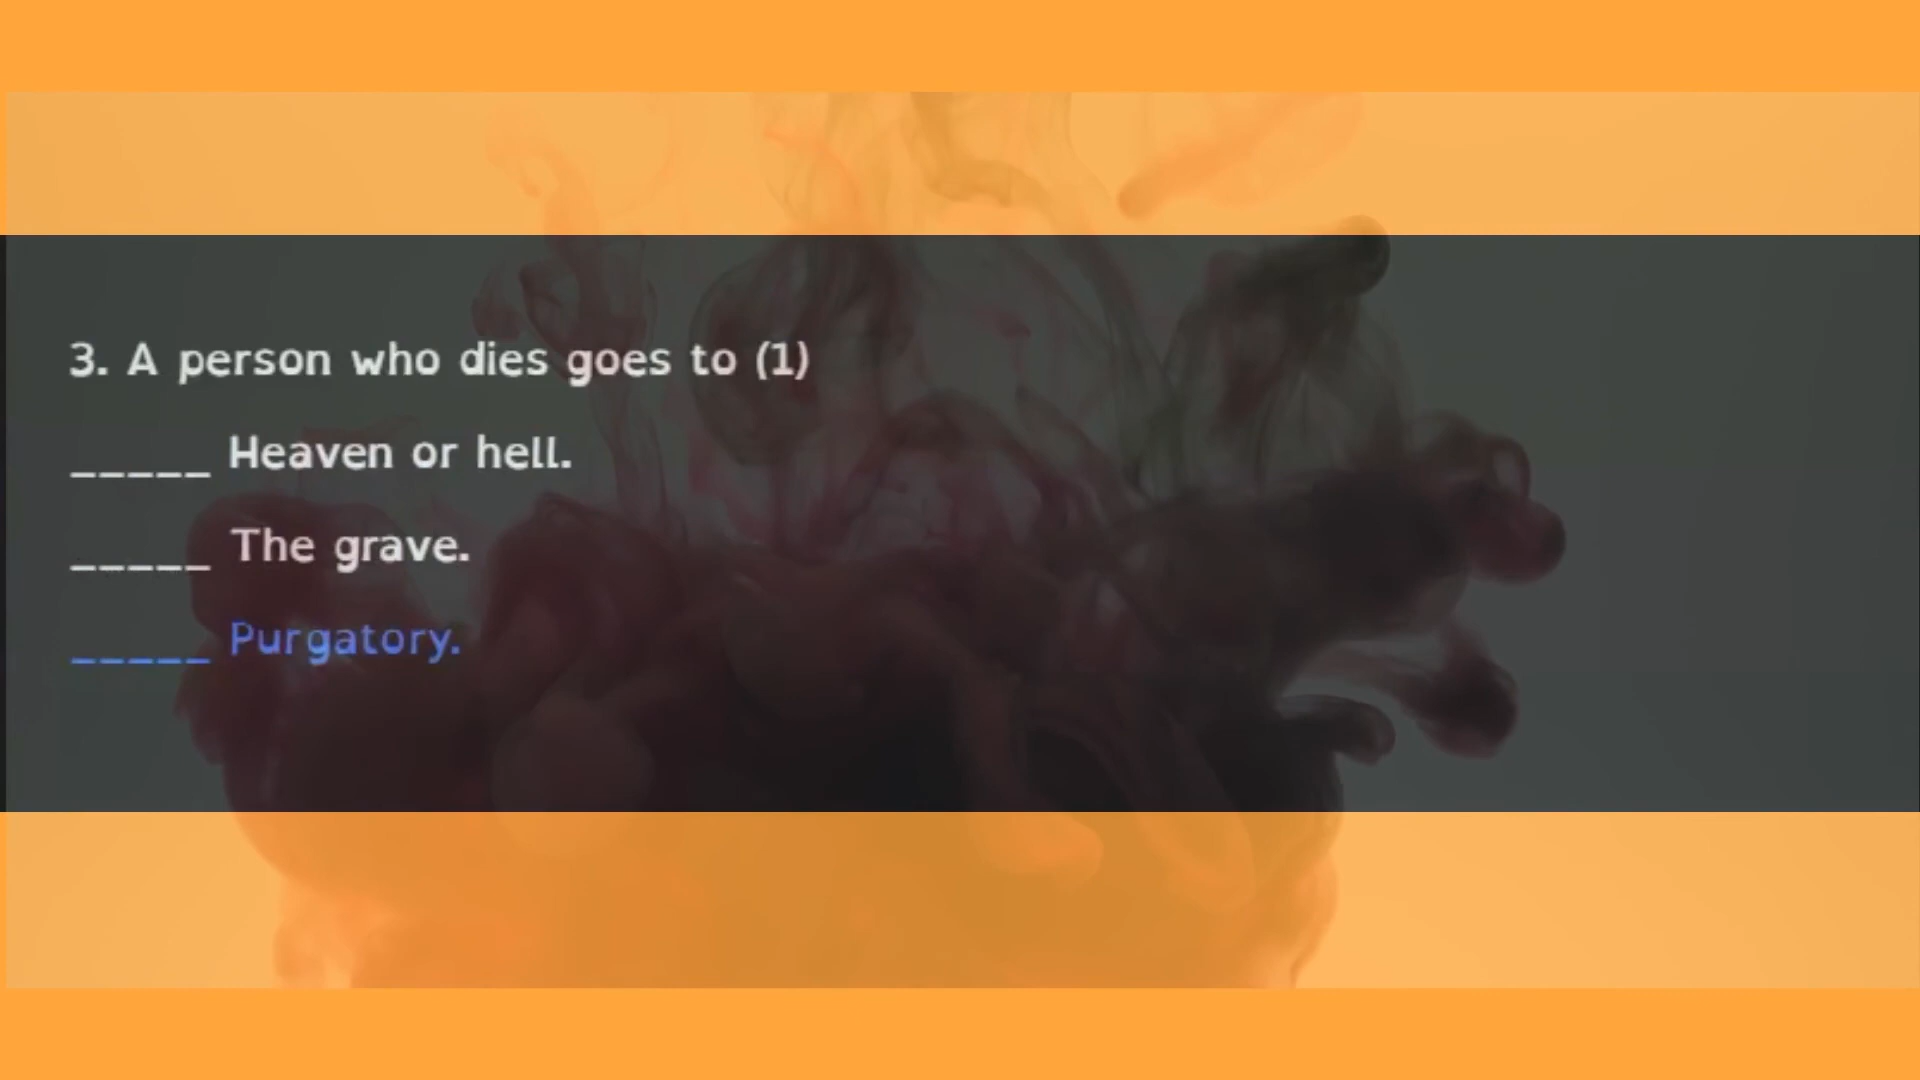 3. A person who dies goes to (1)
_____ Heaven or hell.
_____ The grave.
_____ Purgatory.